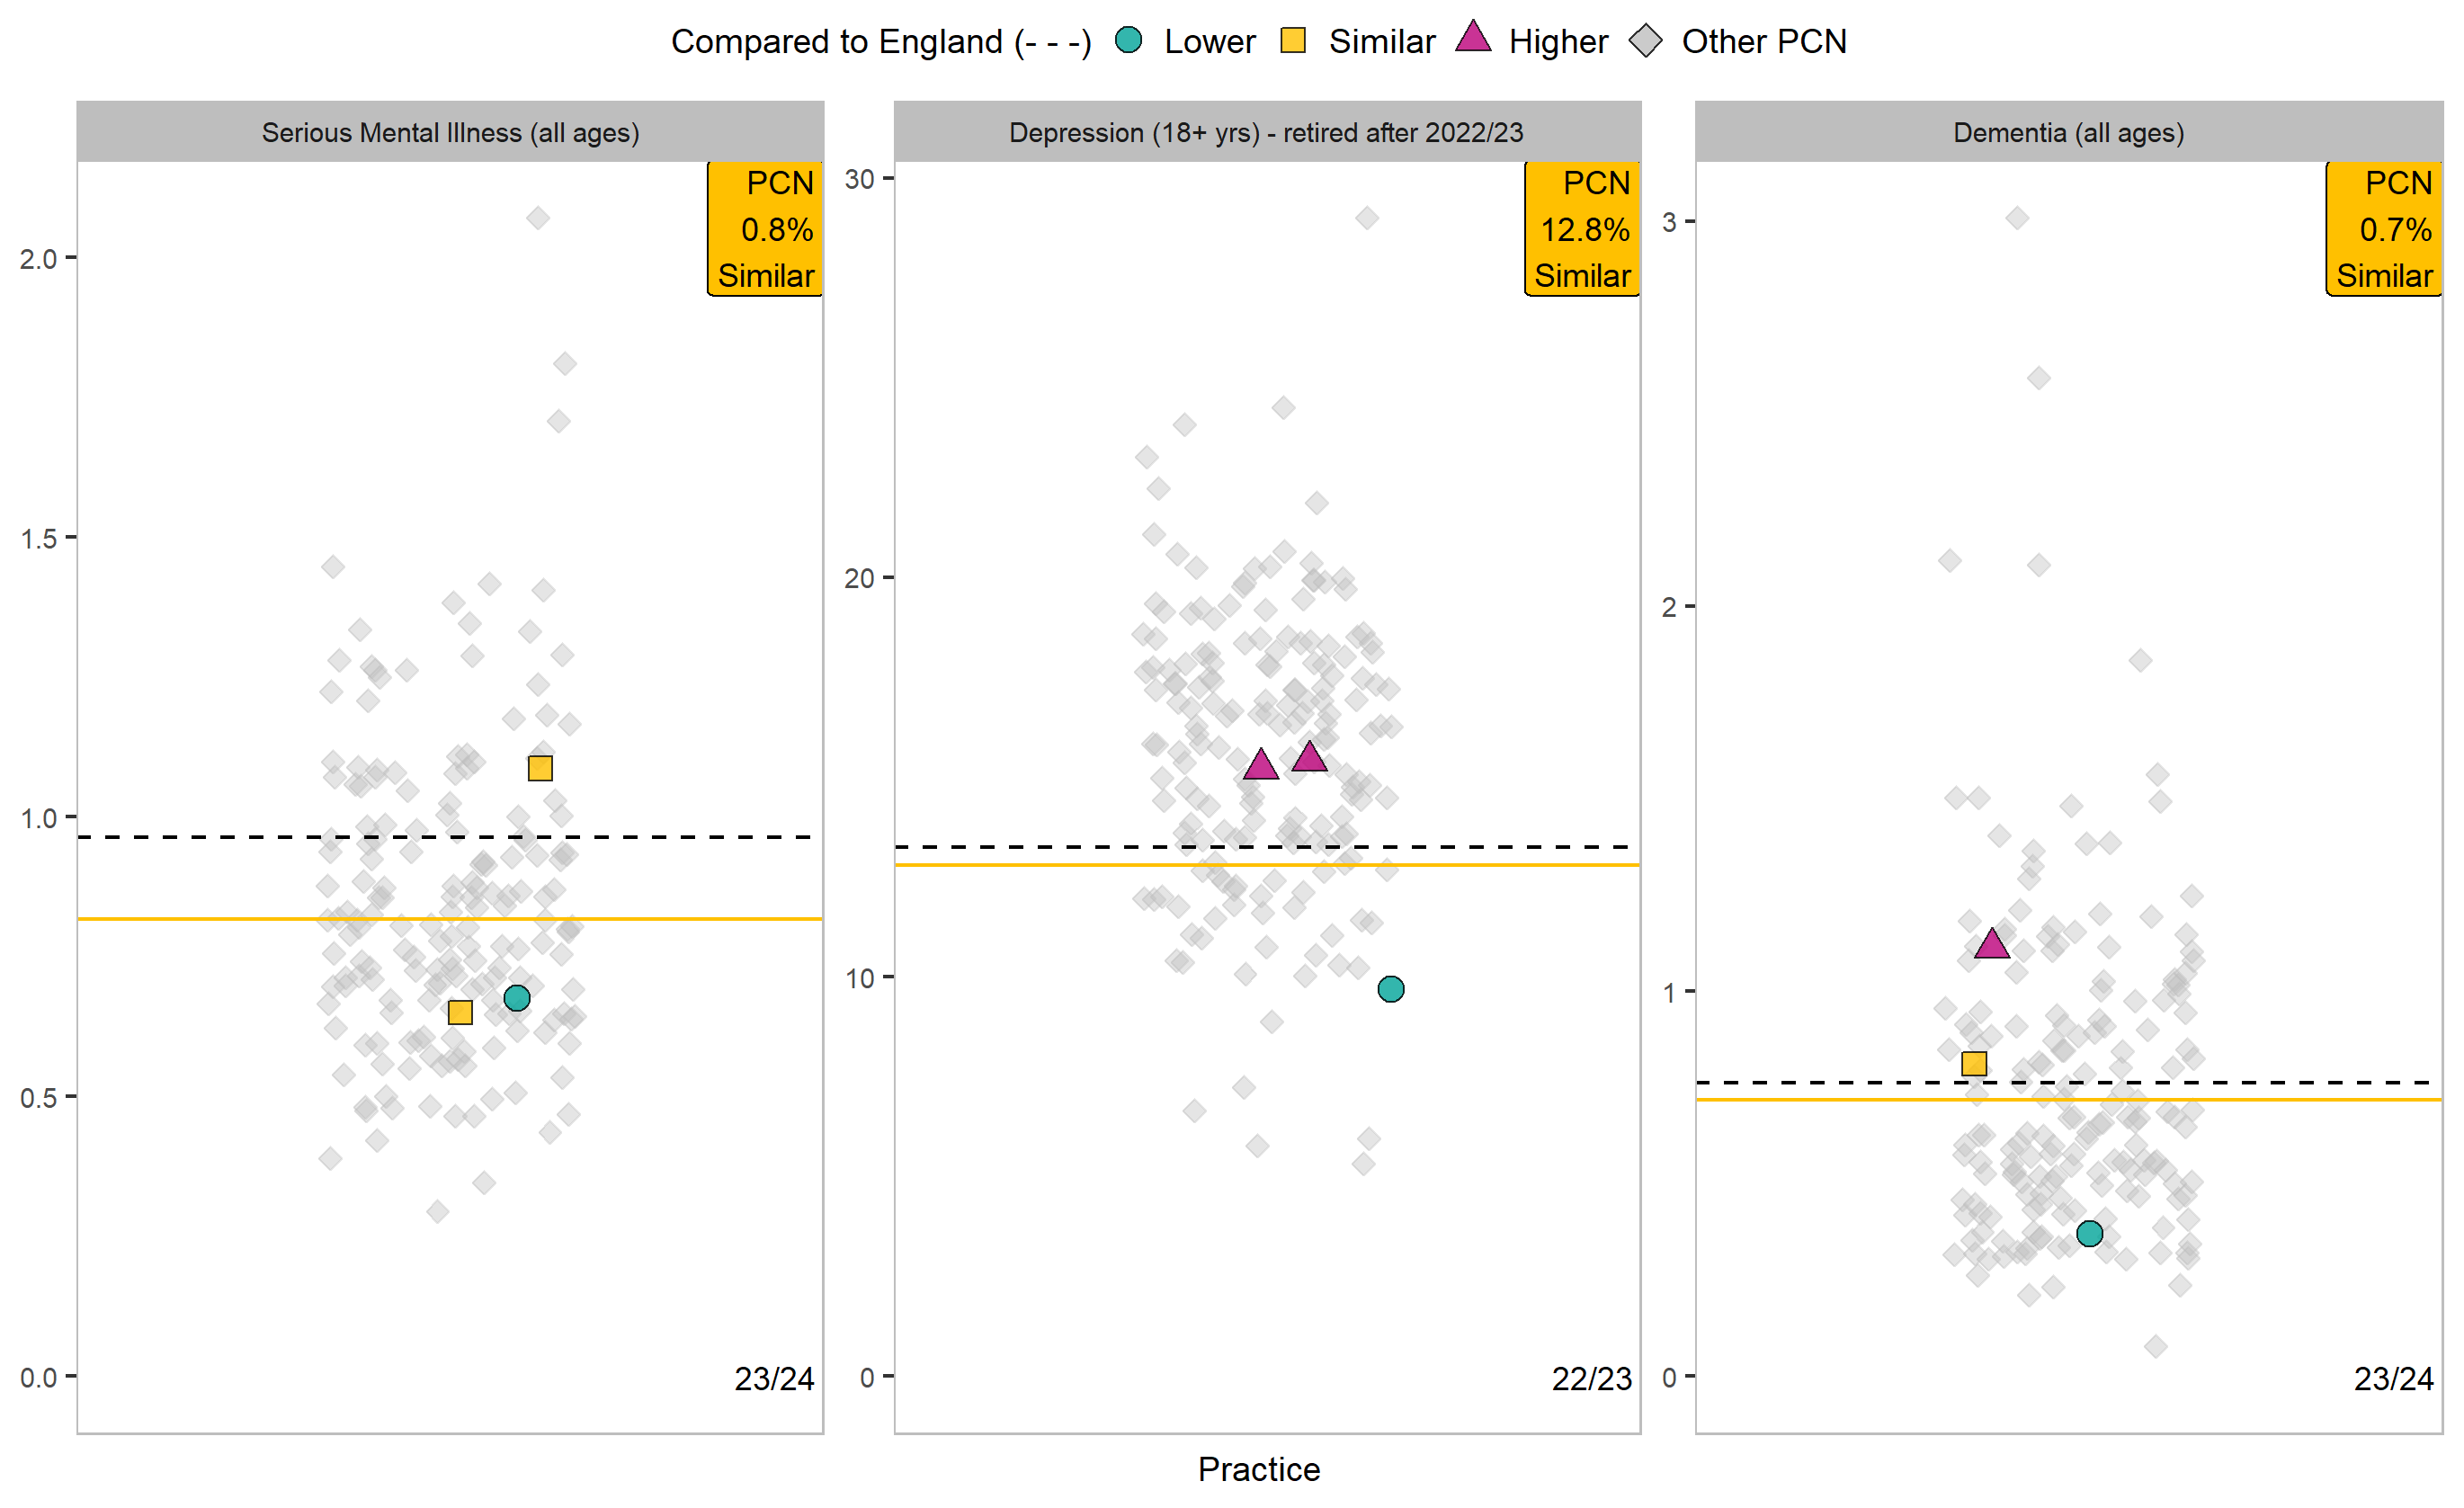 Compared to England (- - -) Lower Similar Higher Other PCN
Serious Mental Illness (all ages)
PCN
0.8%
Similar
2.0
1.5
1.0
0.5
0.0
23/24
Depression (18+ yrs) - retired after 2022/23
PCN
12.8%
Similar
30
20
10
0
22/23
Dementia (all ages)
PCN
0.7%
Similar
3
2
1
0
23/24
Practice